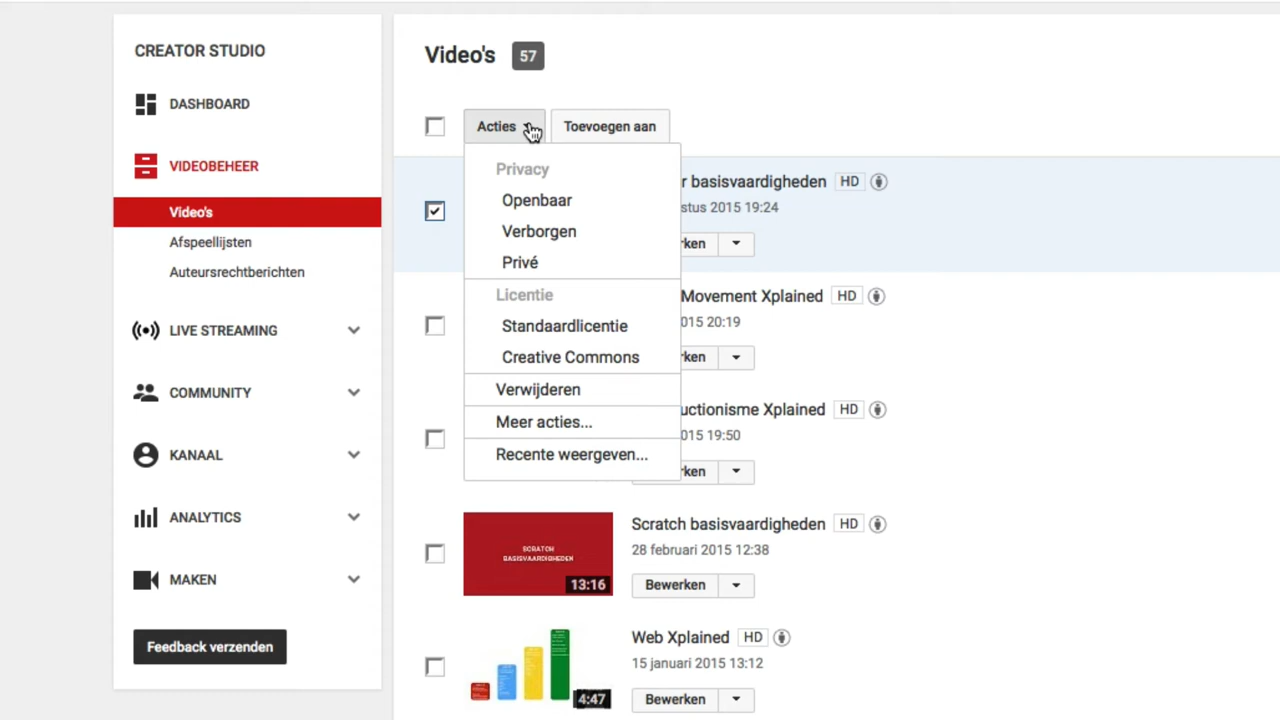 CREATOR STUDIO
DASHBOARD
VIDEOBEHEER
Video's
Afspeellijsten
Auteursrechtberichten
LIVE STREAMING
COMMUNITY
KANAAL
ANALYTICS
MAKEN
Feedback verzenden
Video's 57
Acties Toevoegen aan
Privacy
Openbaar
Verborgen
Privé
Licentie
Standaardlicentie
Creative Commons
Verwijderen
Meer acties...
Recente weergeven...
r basisvaardigheden HD
stus 2015 19:24
ken
Movement Xplained HD
015 20:19
ken
uctionisme Xplained HD
015 19:50
ken
SCRATCH
BASISVAARDIGHEDEN
13:16
Scratch basisvaardigheden HD
28 februari 2015 12:38
Bewerken
4:47
Web Xplained HD
15 januari 2015 13:12
Bewerken